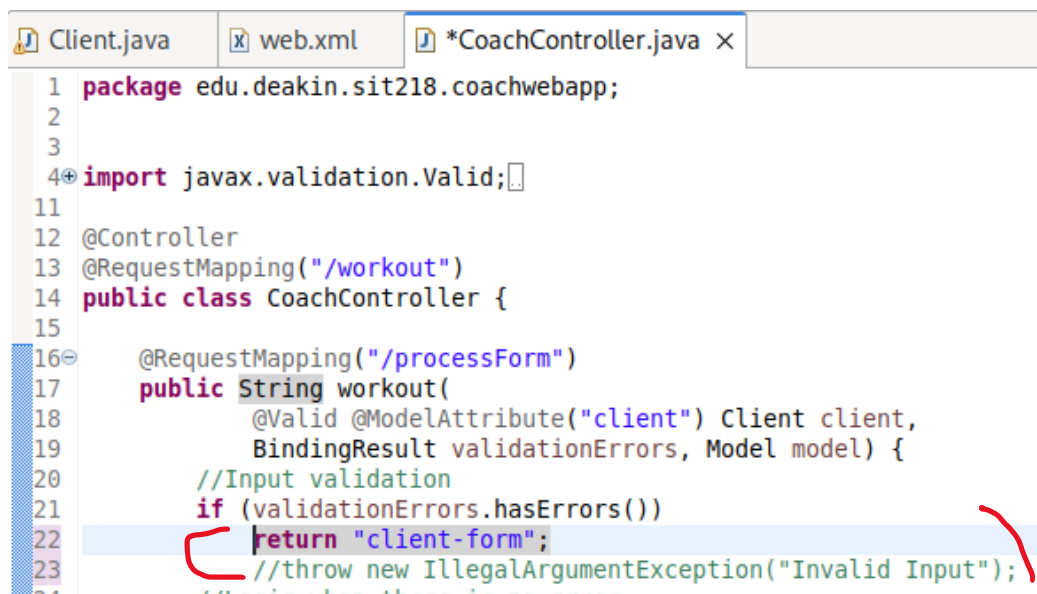 Client.java web.xml *CoachController.java
1 package edu.deakin.sit218.coachwebapp;
2
3
4 import javax.validation.Valid;
11
12 @Controller
13 @RequestMapping("/workout")
14 public class CoachController {
15
16 @RequestMapping("/processForm")
17 public String workout(
18 @Valid @ModelAttribute("client") Client client,
19 BindingResult validationErrors, Model model) {
20 //Input validation
21 if (validationErrors.hasErrors())
22 return "client-form";
23 //throw new IllegalArgumentException("Invalid Input");